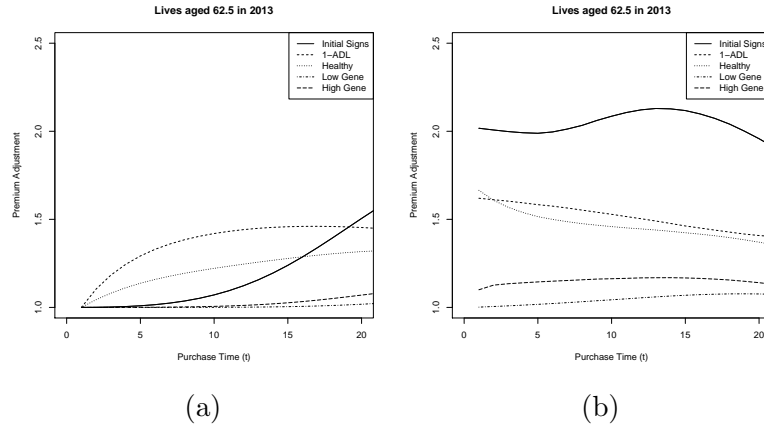 Lives aged 62.5 in 2013
Premium Adjustment
2.5
2.0
1.5
1.0
Initial Signs
1−ADL
Healthy
Low Gene
High Gene
0 5 10 15 20
Purchase Time (t)
(a)
Lives aged 62.5 in 2013
Premium Adjustment
2.5
2.0
1.5
1.0
Initial Signs
1−ADL
Healthy
Low Gene
High Gene
0 5 10 15 20
Purchase Time (t)
(b)